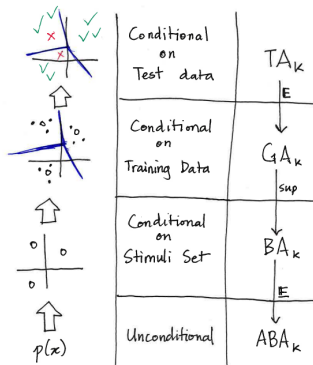 Conditional
on
Test data
TA_k
E
Conditional
on
Training Data
GA_k
sup
Conditional
on
Stimuli Set
BA_k
E
p(x)
Unconditional
ABA_k